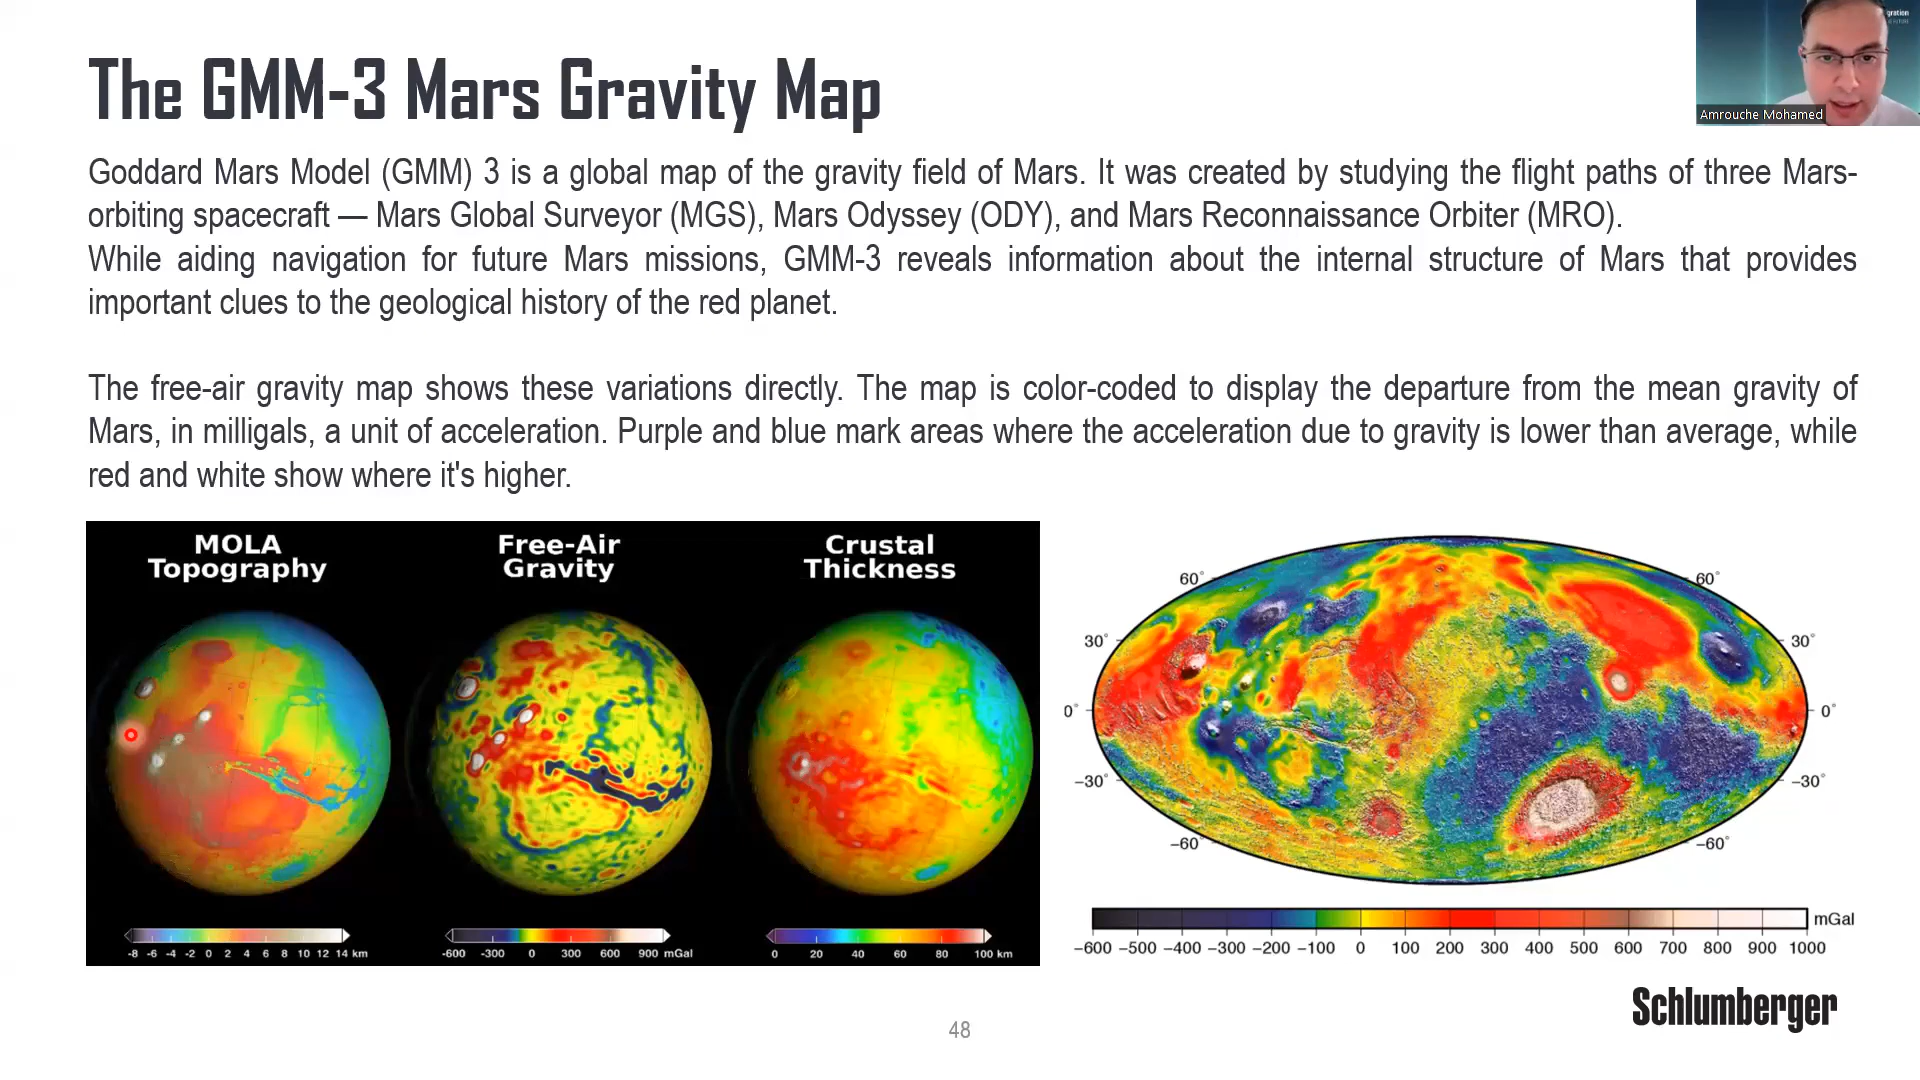 The GMM-3 Mars Gravity Map
gration
Amrouche Mohamed
Goddard Mars Model (GMM) 3 is a global map of the gravity field of Mars. It was created by studying the flight paths of three Mars-
orbiting spacecraft — Mars Global Surveyor (MGS), Mars Odyssey (ODY), and Mars Reconnaissance Orbiter (MRO).
While aiding navigation for future Mars missions, GMM-3 reveals information about the internal structure of Mars that provides
important clues to the geological history of the red planet.
The free-air gravity map shows these variations directly. The map is color-coded to display the departure from the mean gravity of
Mars, in milligals, a unit of acceleration. Purple and blue mark areas where the acceleration due to gravity is lower than average, while
red and white show where it's higher.
MOLA
Topography
-8 -6 -4 -2 0 2 4 6 8 10 12 14 km
Free-Air
Gravity
-600 -300 0 300 600 900 mGal
Crustal
Thickness
0 20 40 60 80 100 km
60° 60°
30° 30°
0° 0°
−30° −30°
−60° −60°
mGal
−600 −500 −400 −300 −200 −100 0 100 200 300 400 500 600 700 800 900 1000
Schlumberger
48